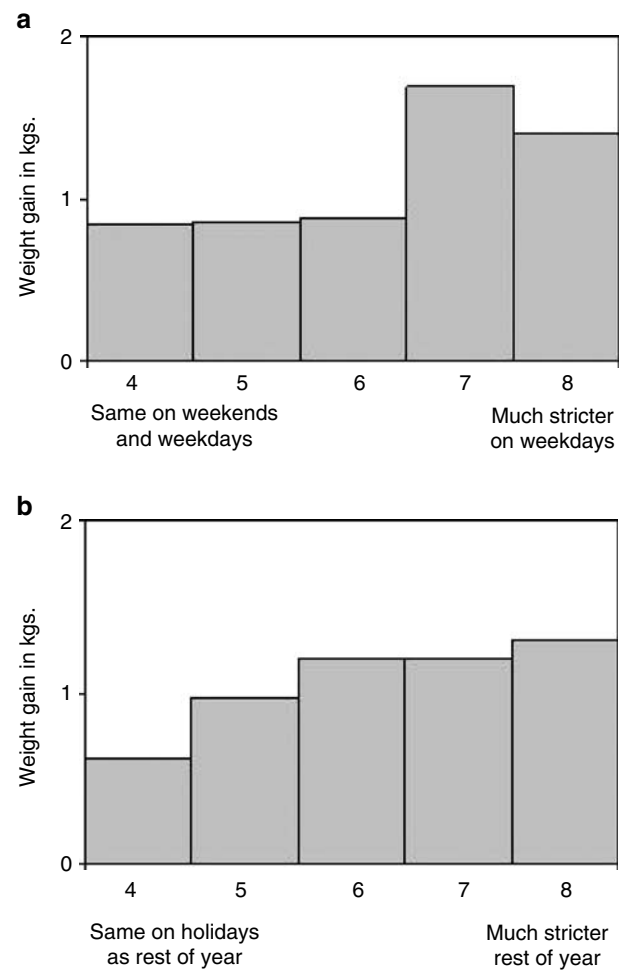 a
2
1
0
Weight gain in kgs.
4 5 6 7 8
Same on weekends
and weekdays
Much stricter
on weekdays
b
2
1
0
Weight gain in kgs.
4 5 6 7 8
Same on holidays
as rest of year
Much stricter
rest of year